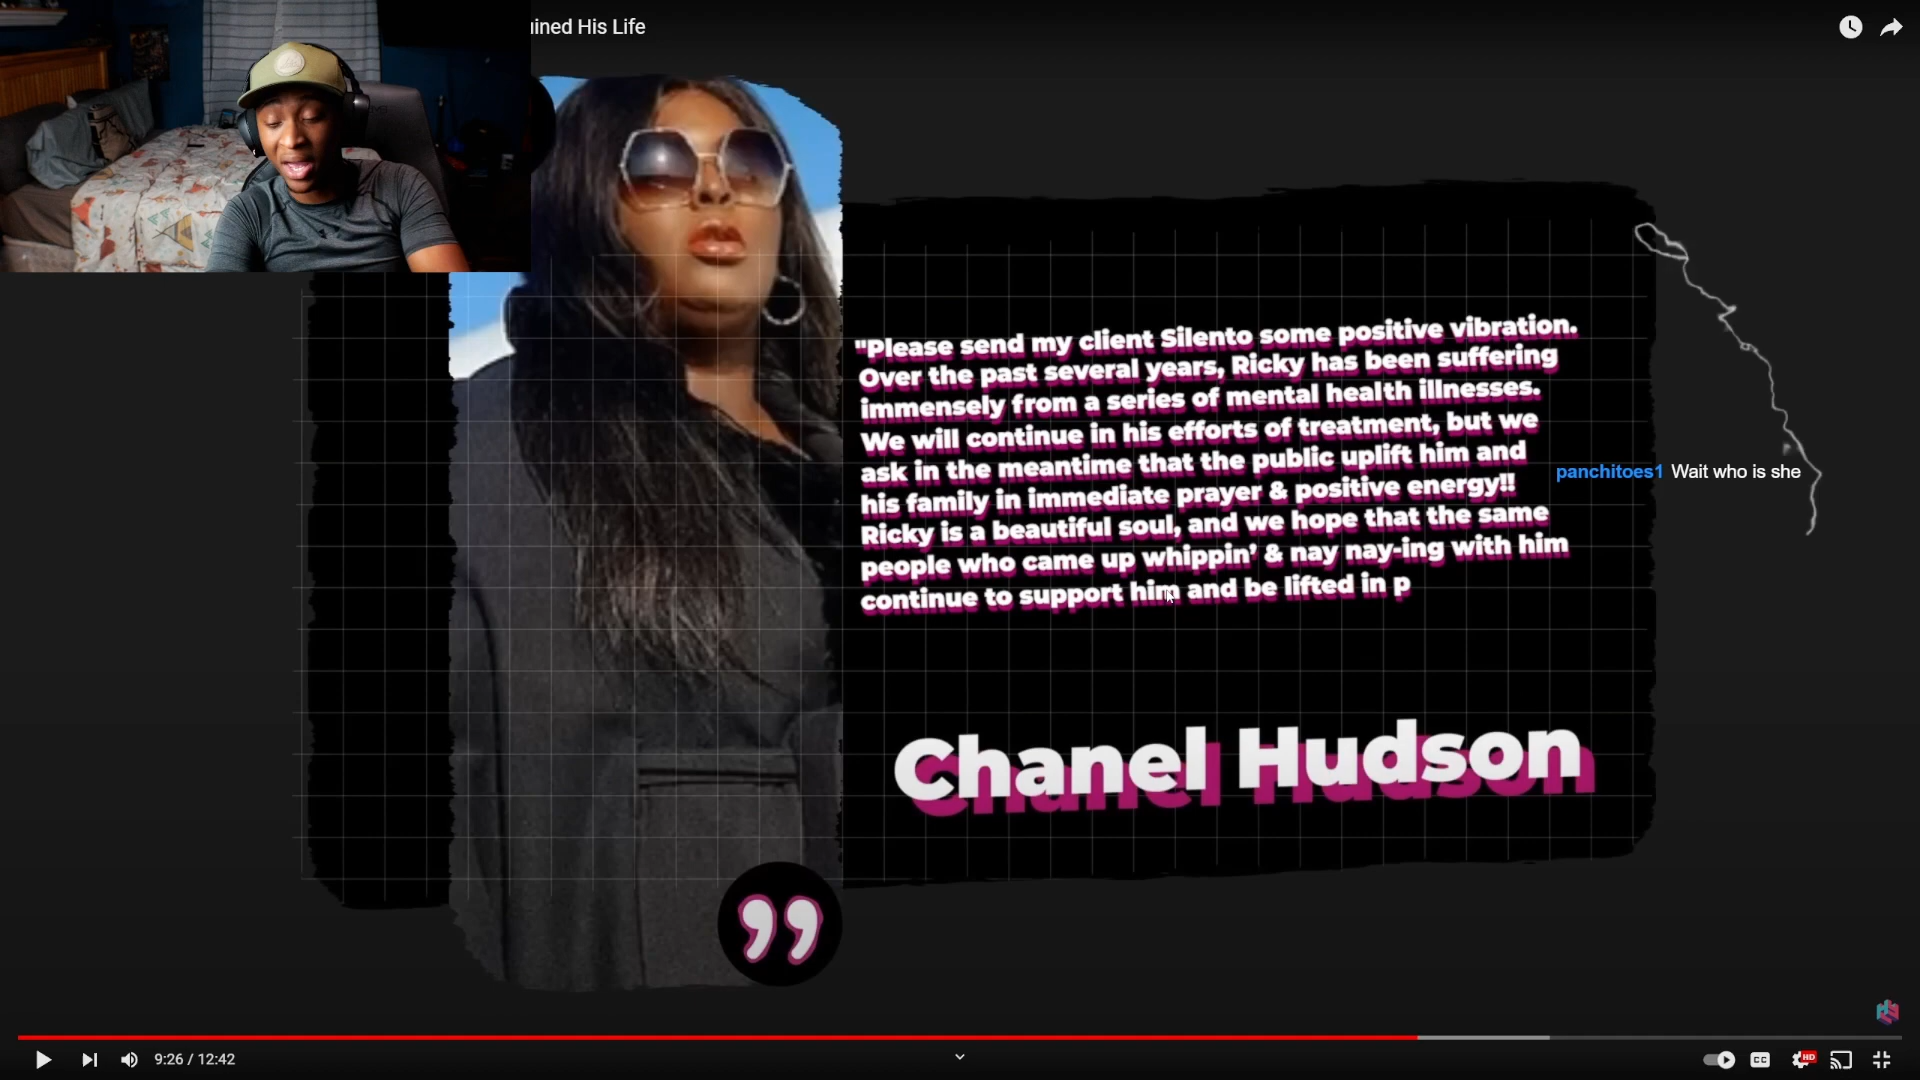 ined His Life
"Please send my client Silento some positive vibration.
Over the past several years, Ricky has been suffering
immensely from a series of mental health illnesses.
We will continue in his efforts of treatment, but we
ask in the meantime that the public uplift him and
his family in immediate prayer & positive energy!!
Ricky is a beautiful soul, and we hope that the same
people who came up whippin' & nay nay-ing with him
continue to support him and be lifted in p
panchitoes1 Wait who is she
Chanel Hudson
9:26 / 12:42
CC
HD